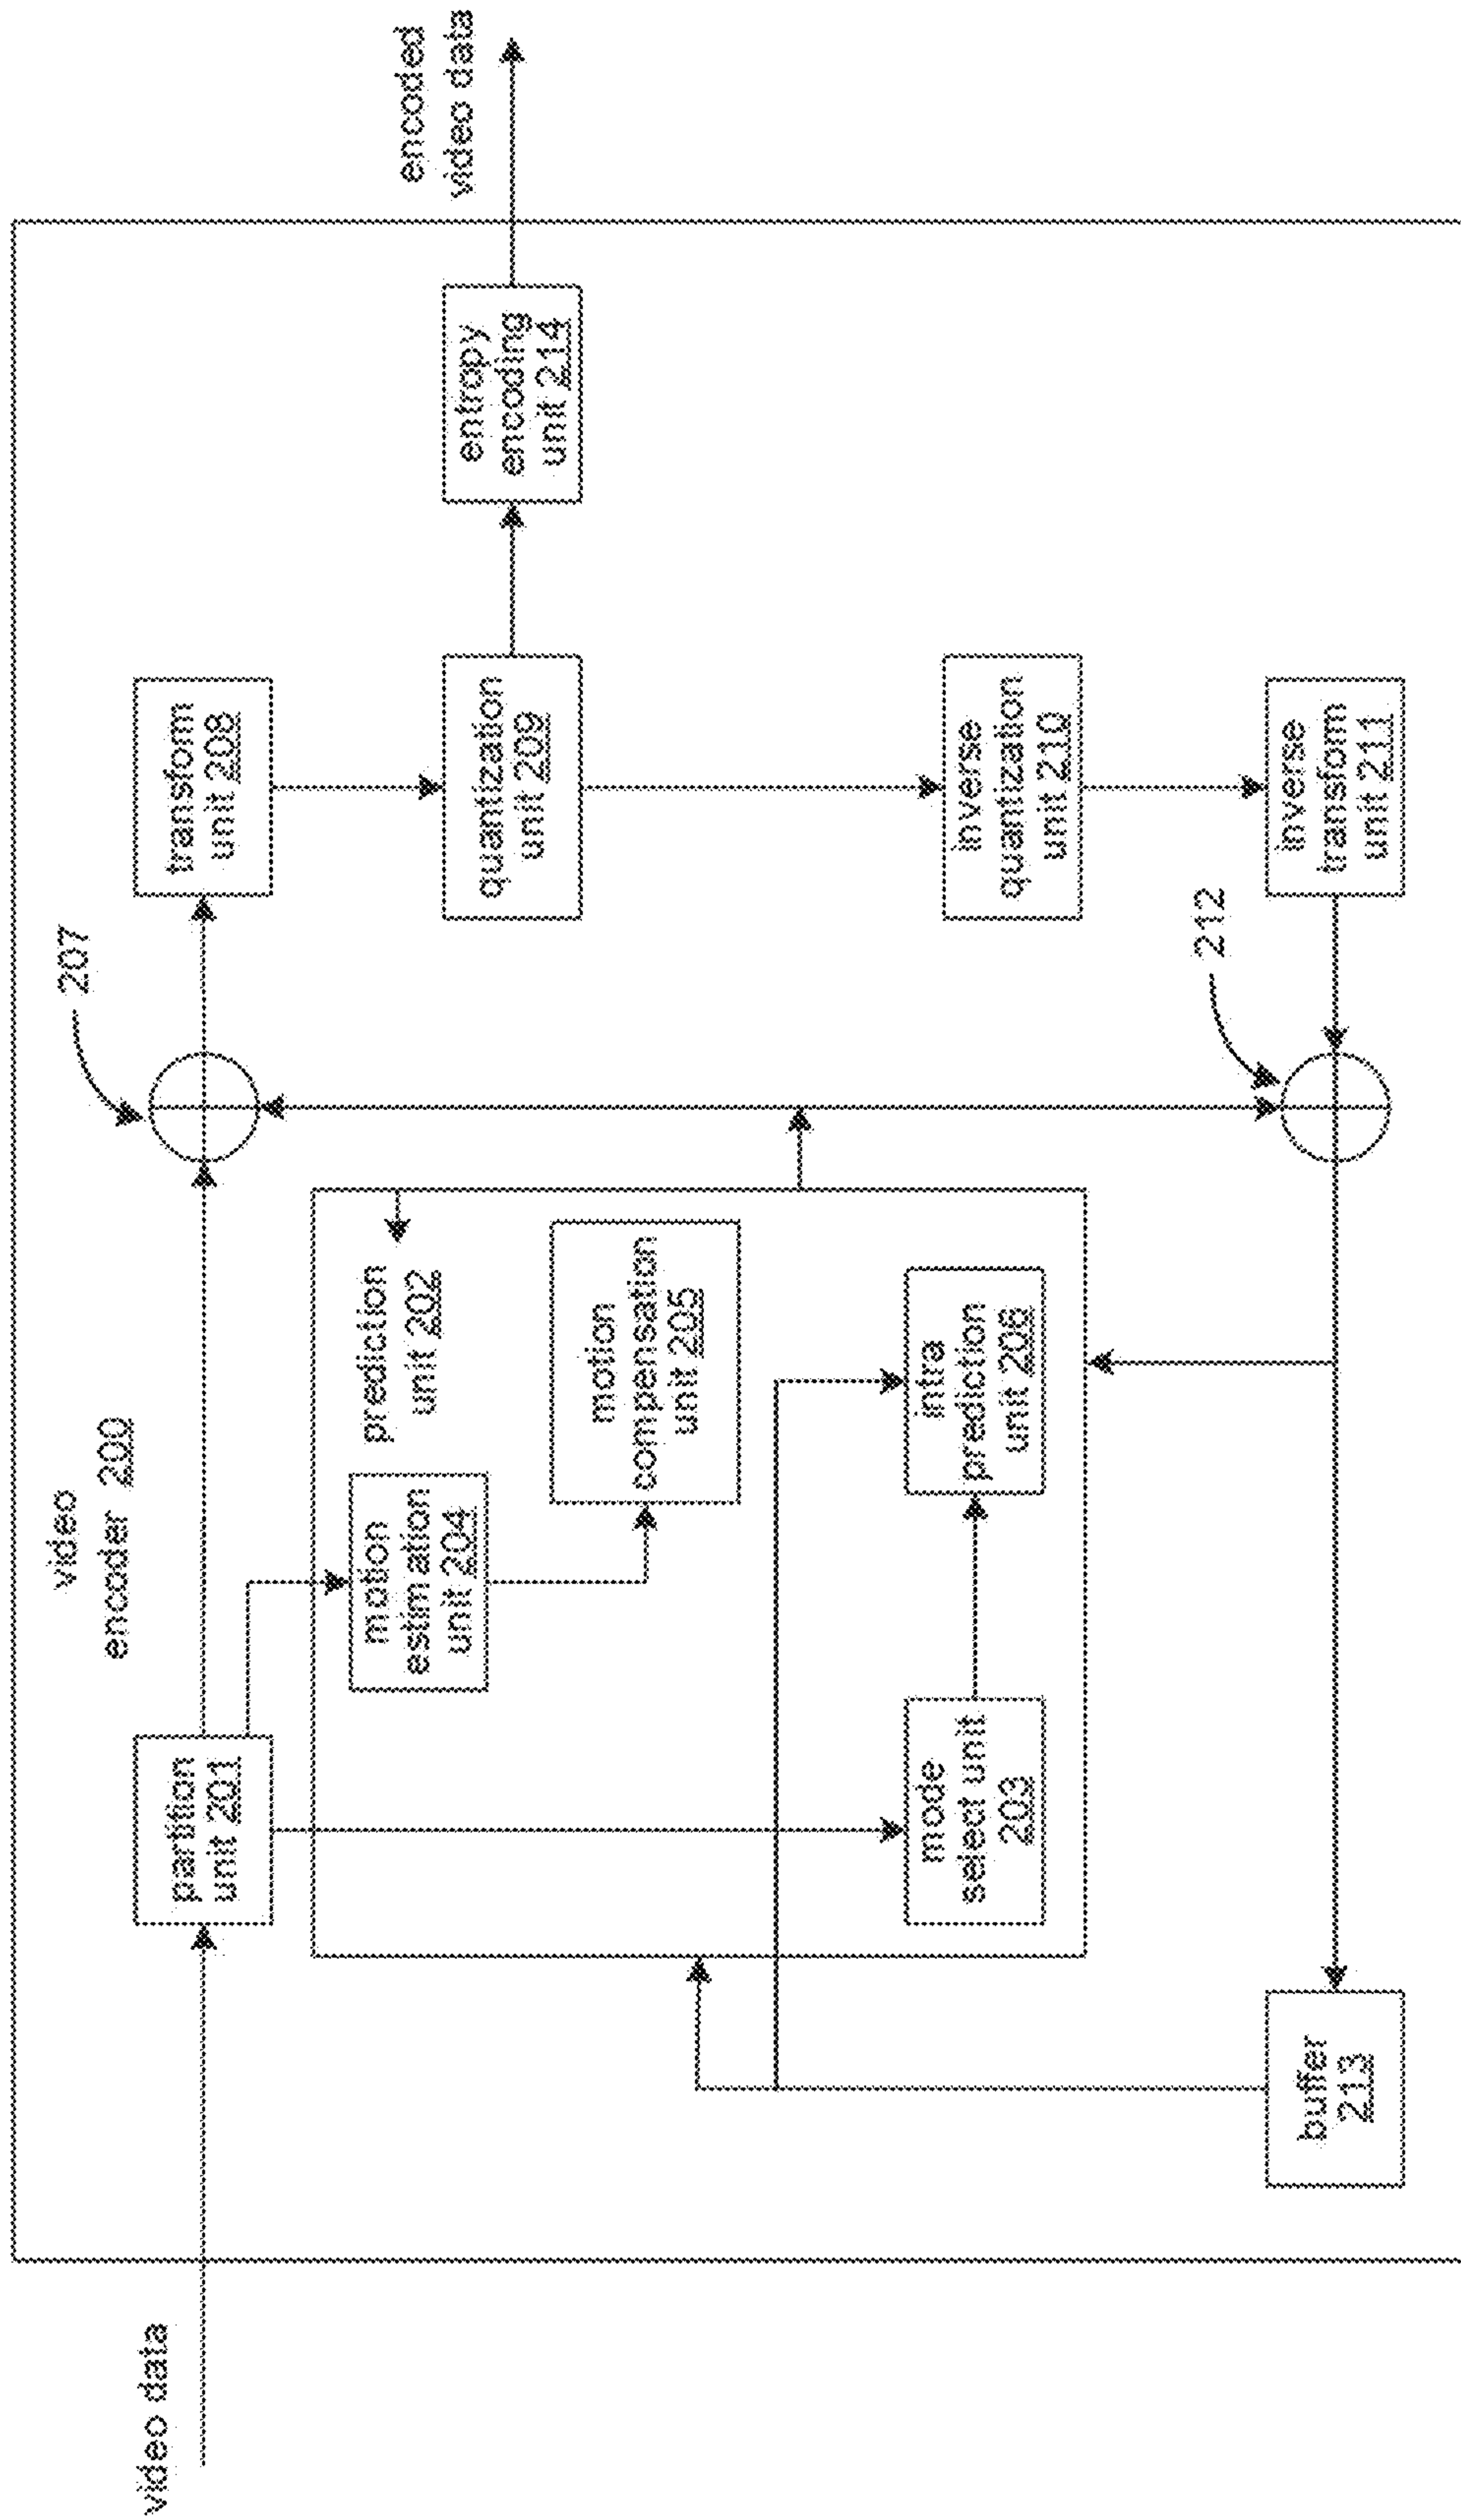 video data
video
encoder 200
partition
unit 201
207
transform
unit 208
prediction
unit 202
motion
estimation
unit 204
motion
compensation
unit 205
quantization
unit 209
entropy
encoding
unit 214
encoded
video data
mode
select unit
203
intra
prediction
unit 206
inverse
quantization
unit 210
212
inverse
transform
unit 211
buffer
213